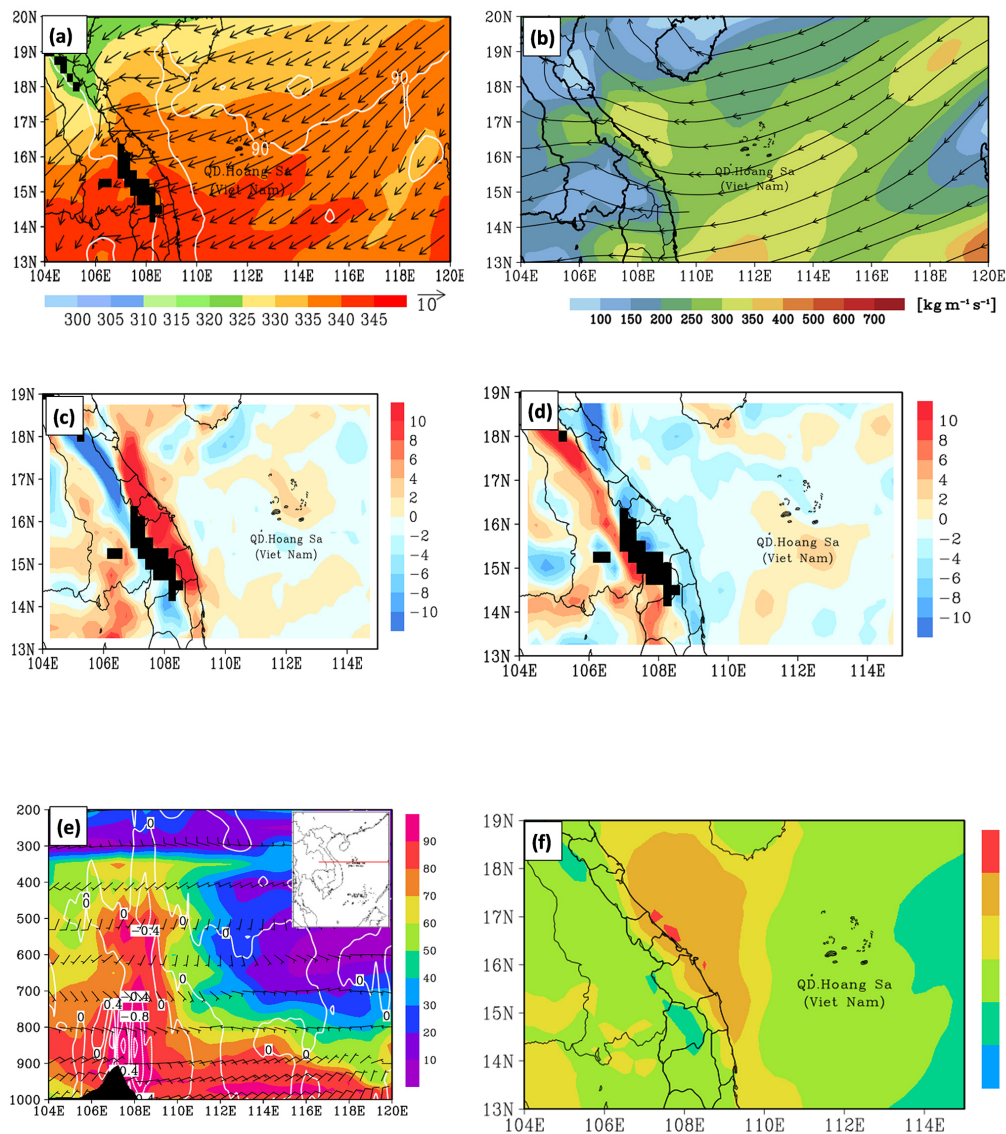 (a)
20N
19N
18N
17N
16N
15N
14N
13N
90
90
QD.Hoang Sa
(Viet Nam)
104E 106E 108E 110E 112E 114E 116E 118E 120E
300 305 310 315 320 325 330 335 340 345
10
(b)
20N
19N
18N
17N
16N
15N
14N
13N
QD.Hoang Sa
(Viet Nam)
104E 106E 108E 110E 112E 114E 116E 118E 120E
100 150 200 250 300 350 400 500 600 700
[kg m⁻¹ s⁻¹]
(c)
19N
18N
17N
16N
15N
14N
13N
QD.Hoang Sa
(Viet Nam)
104E 106E 108E 110E 112E 114E
10
8
6
4
2
0
−2
−4
−6
−8
−10
(d)
19N
18N
17N
16N
15N
14N
13N
QD.Hoang Sa
(Viet Nam)
104E 106E 108E 110E 112E 114E
10
8
6
4
2
0
−2
−4
−6
−8
−10
(e)
200
300
400
500
600
700
800
900
1000
0
0
0
0
0
0
−0.4
0
0
0.4
0.4
−0.8
0
0
0
0
0
0.4
0.4
104E 106E 108E 110E 112E 114E 116E 118E 120E
90
80
70
60
50
40
30
20
10
(f)
19N
18N
17N
16N
15N
14N
13N
QD.Hoang Sa
(Viet Nam)
104E 106E 108E 110E 112E 114E